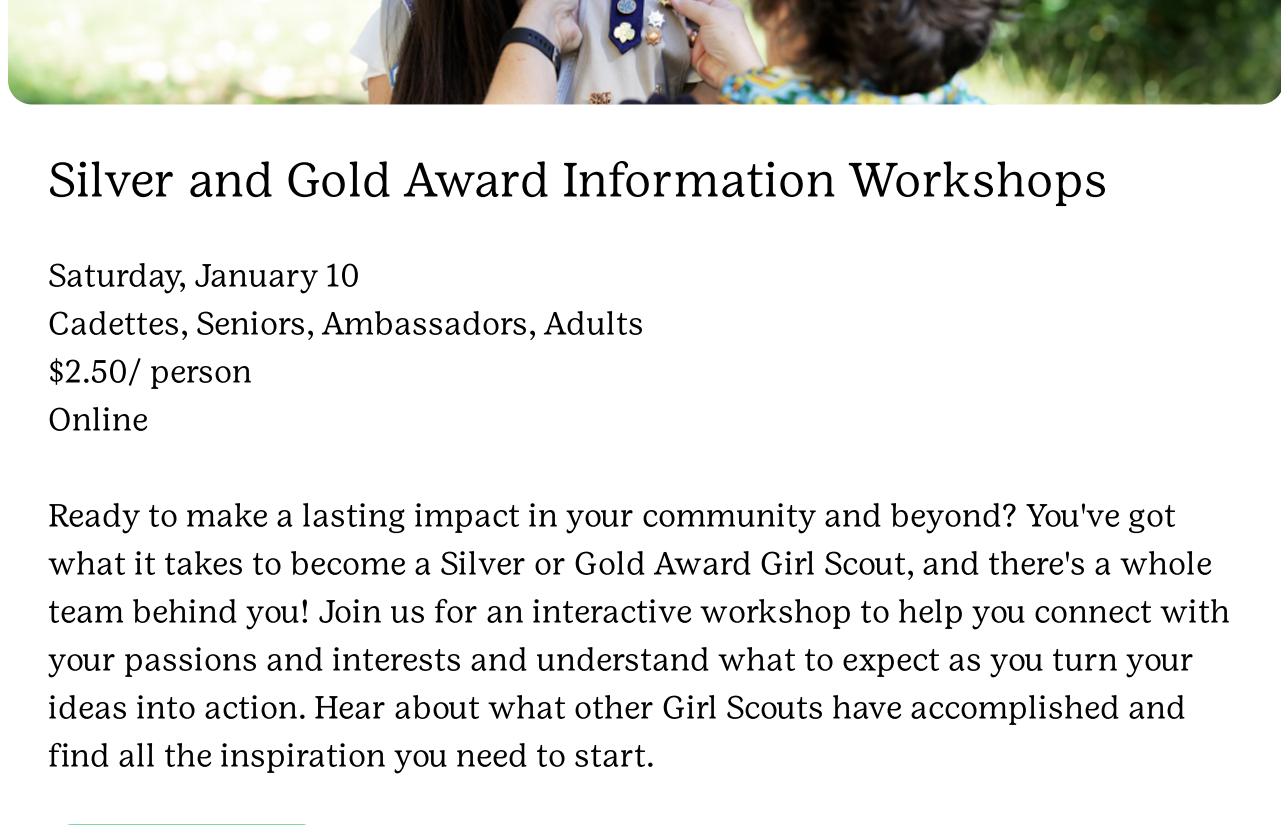 Silver and Gold Award Information Workshops
Saturday, January 10
Cadettes, Seniors, Ambassadors, Adults
$2.50/ person
Online
Ready to make a lasting impact in your community and beyond? You've got
what it takes to become a Silver or Gold Award Girl Scout, and there's a whole
team behind you! Join us for an interactive workshop to help you connect with
your passions and interests and understand what to expect as you turn your
ideas into action. Hear about what other Girl Scouts have accomplished and
find all the inspiration you need to start.